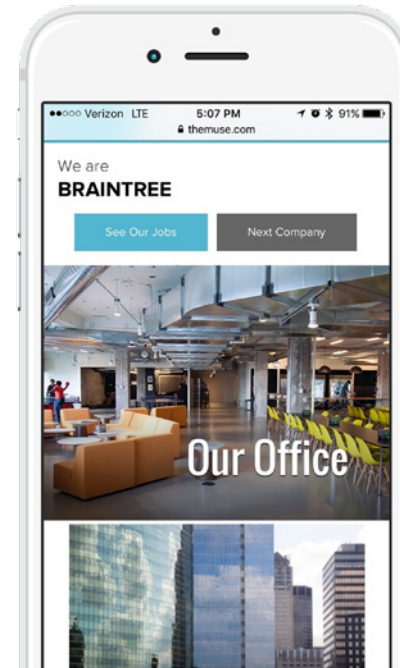 Verizon LTE 5:07 PM 91%
themuse.com
We are
BRAINTREE
See Our Jobs Next Company
Our Office